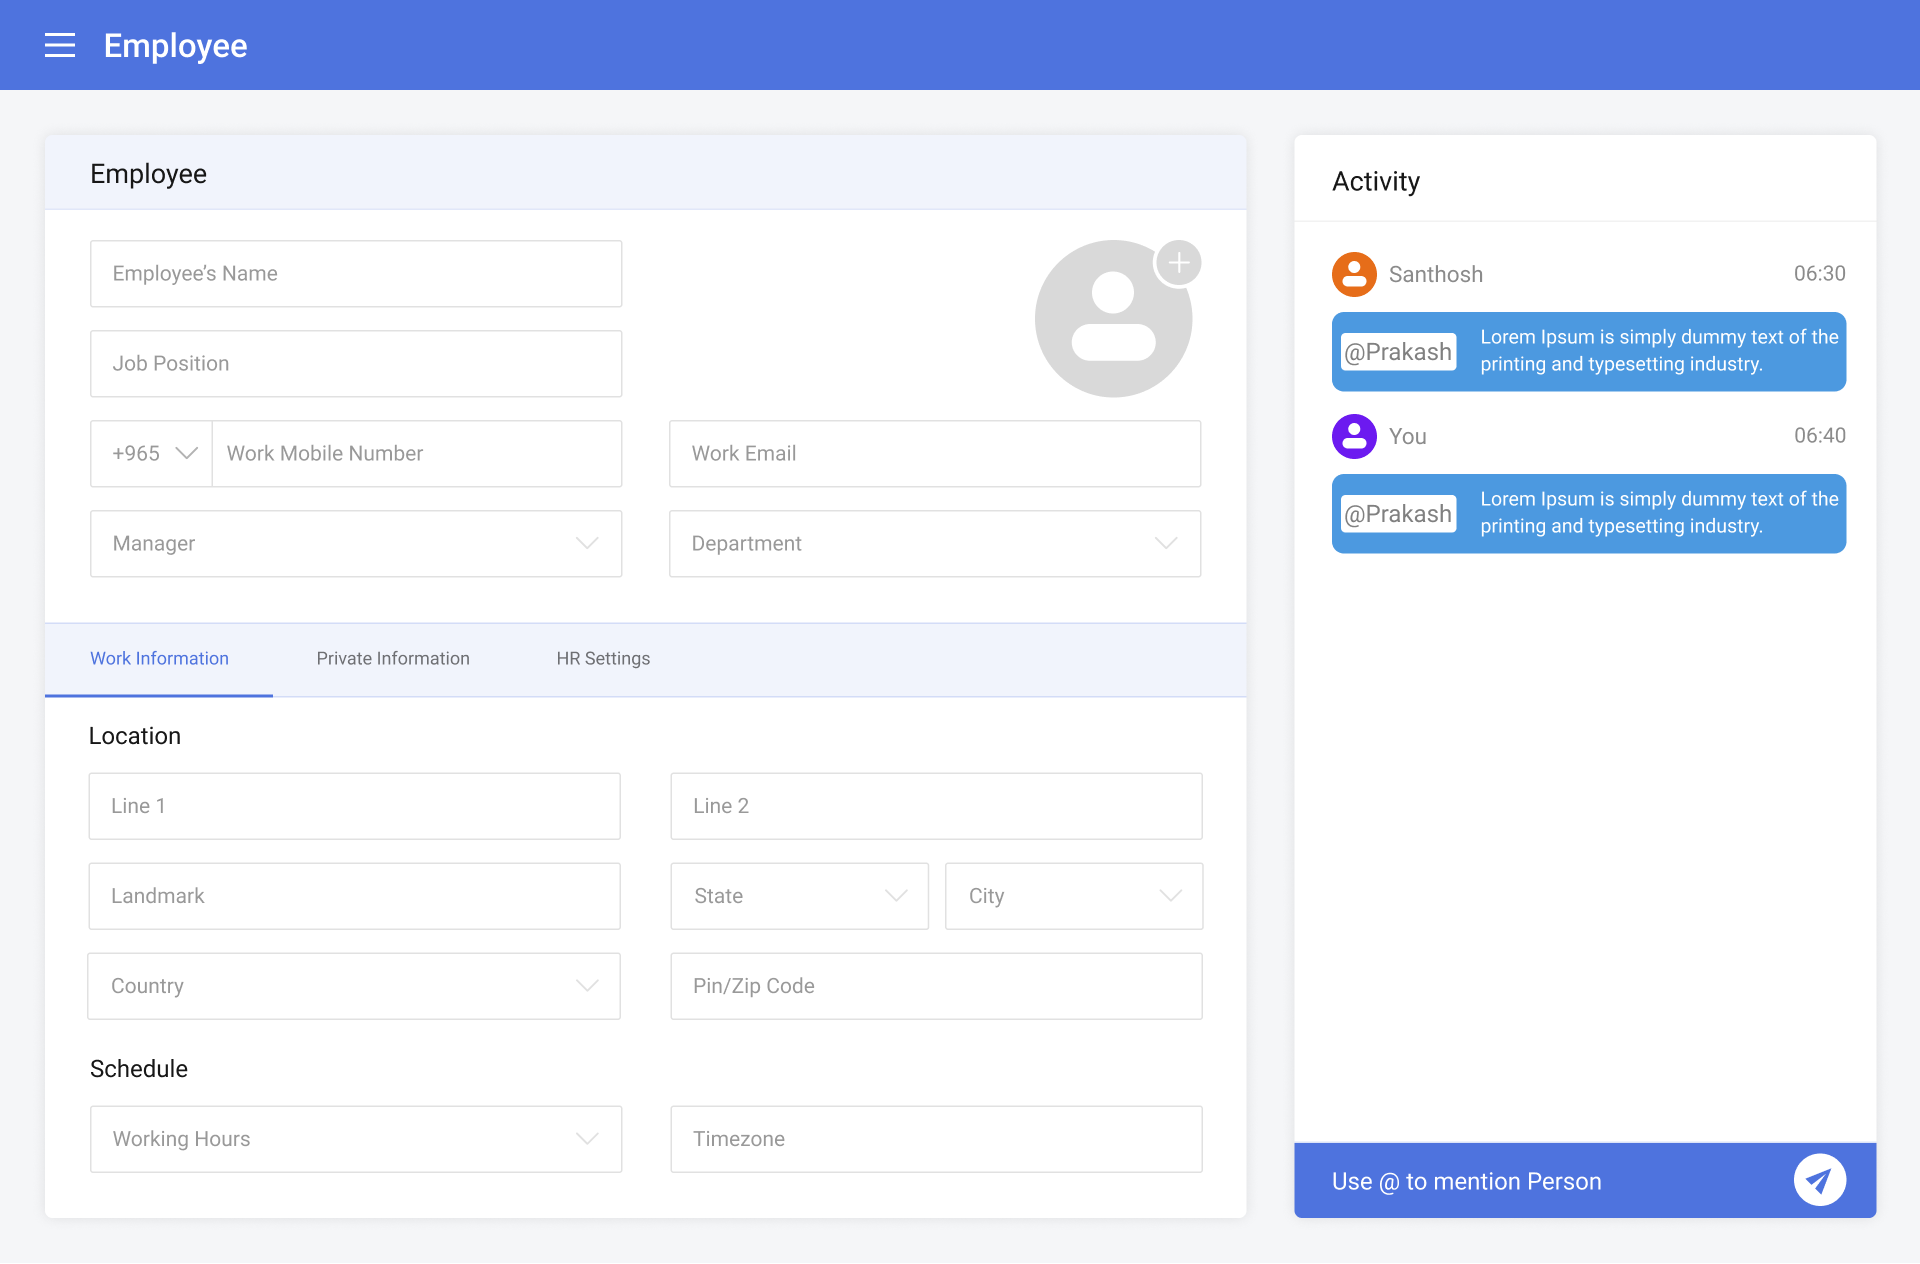 Employee
Employee
Employee’s Name
Job Position
+965
Work Mobile Number
Work Email
Manager
Department
Work Information
Private Information
HR Settings
Location
Line 1
Line 2
Landmark
State
City
Country
Pin/Zip Code
Schedule
Working Hours
Timezone
Activity
Santhosh
06:30
@Prakash
Lorem Ipsum is simply dummy text of the
printing and typesetting industry.
You
06:40
@Prakash
Lorem Ipsum is simply dummy text of the
printing and typesetting industry.
Use @ to mention Person